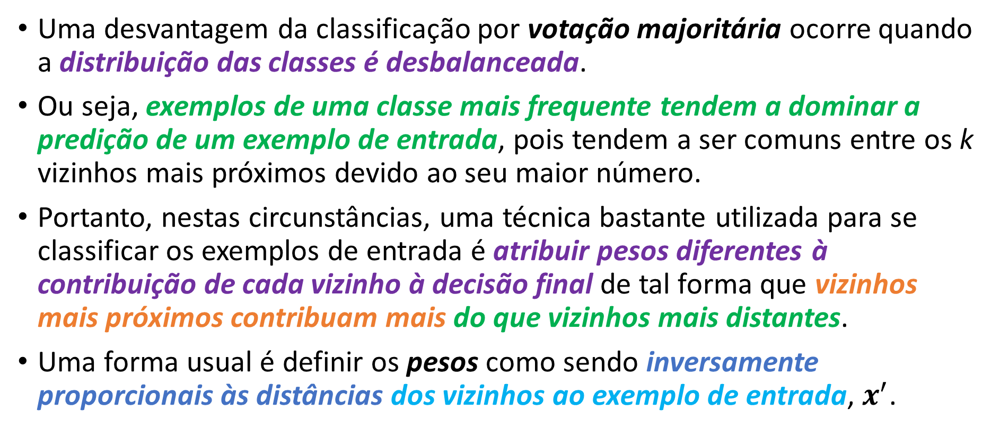 • Uma desvantagem da classificação por votação majoritária ocorre quando
a distribuição das classes é desbalanceada.
• Ou seja, exemplos de uma classe mais frequente tendem a dominar a
predição de um exemplo de entrada, pois tendem a ser comuns entre os k
vizinhos mais próximos devido ao seu maior número.
• Portanto, nestas circunstâncias, uma técnica bastante utilizada para se
classificar os exemplos de entrada é atribuir pesos diferentes à
contribuição de cada vizinho à decisão final de tal forma que vizinhos
mais próximos contribuam mais do que vizinhos mais distantes.
• Uma forma usual é definir os pesos como sendo inversamente
proporcionais às distâncias dos vizinhos ao exemplo de entrada, x′.